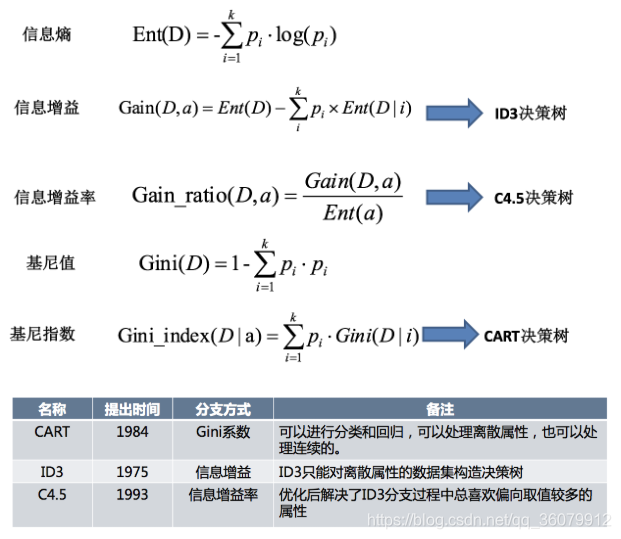 信息熵 Ent(D) = -∑_{i=1}^{k} p_i · log(p_i)
信息增益 Gain(D,a) = Ent(D) − ∑_{i}^{k} p_i × Ent(D | i) ID3决策树
信息增益率 Gain_ratio(D,a) = Gain(D,a) / Ent(a) C4.5决策树
基尼值 Gini(D) = 1 - ∑_{i=1}^{k} p_i · p_i
基尼指数 Gini_index(D | a) = ∑_{i=1}^{k} p_i · Gini(D | i) CART决策树
名称 提出时间 分支方式 备注
CART 1984 Gini系数 可以进行分类和回归，可以处理离散属性，也可以处
理连续的。
ID3 1975 信息增益 ID3只能对离散属性的数据集构造决策树
C4.5 1993 信息增益率 优化后解决了ID3分支过程中总喜欢偏向取值较多的
属性
https://blog.csdn.net/qq_36079912